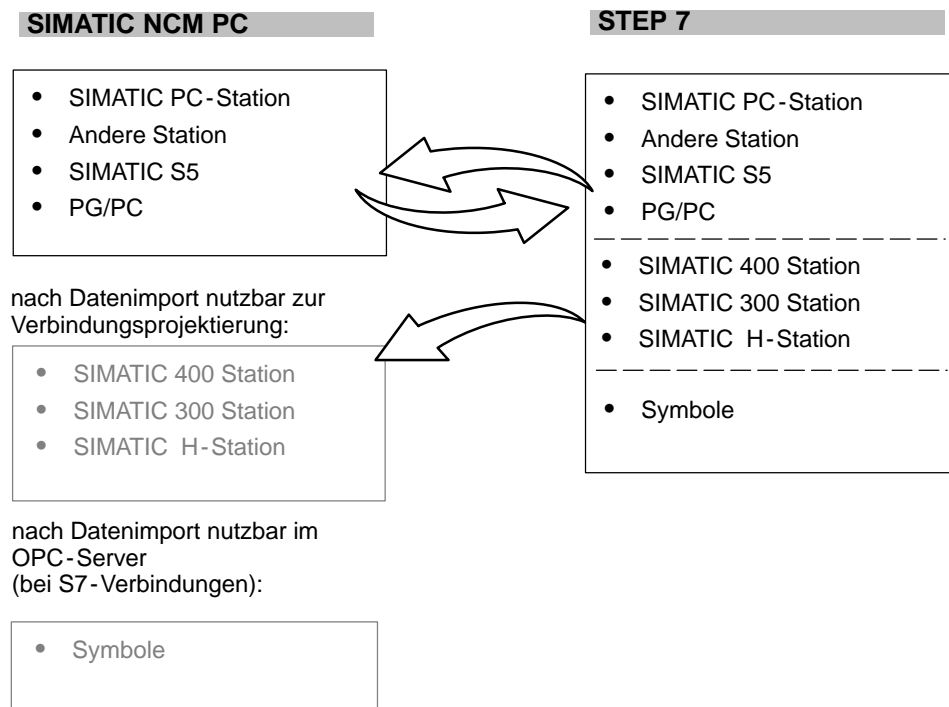 SIMATIC NCM PC
• SIMATIC PC-Station
• Andere Station
• SIMATIC S5
• PG/PC
nach Datenimport nutzbar zur
Verbindungsprojektierung:
• SIMATIC 400 Station
• SIMATIC 300 Station
• SIMATIC H-Station
nach Datenimport nutzbar im
OPC-Server
(bei S7-Verbindungen):
• Symbole
STEP 7
• SIMATIC PC-Station
• Andere Station
• SIMATIC S5
• PG/PC
• SIMATIC 400 Station
• SIMATIC 300 Station
• SIMATIC H-Station
• Symbole